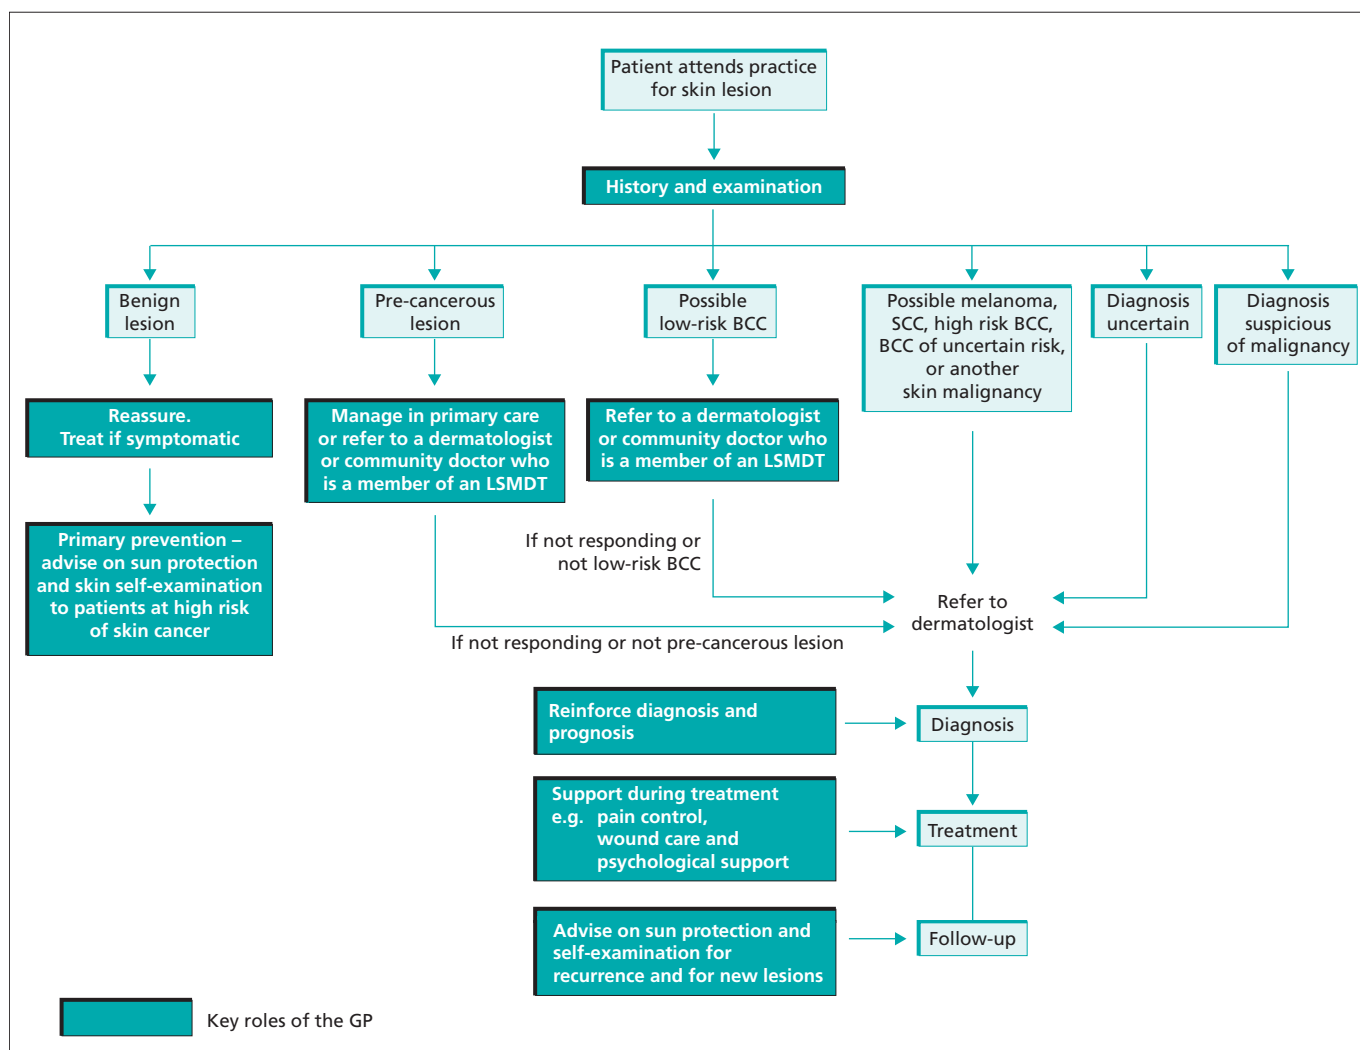 Patient attends practice
for skin lesion
History and examination
Benign
lesion
Pre-cancerous
lesion
Possible
low-risk BCC
Possible melanoma,
SCC, high risk BCC,
BCC of uncertain risk,
or another
skin malignancy
Diagnosis
uncertain
Diagnosis
suspicious
of malignancy
Reassure.
Treat if symptomatic
Manage in primary care
or refer to a dermatologist
or community doctor who
is a member of an LSMDT
Refer to a dermatologist
or community doctor who
is a member of an LSMDT
Primary prevention –
advise on sun protection
and skin self-examination
to patients at high risk
of skin cancer
If not responding or
not low-risk BCC
Refer to
dermatologist
If not responding or not pre-cancerous lesion
Reinforce diagnosis and
prognosis
Diagnosis
Support during treatment
e.g. pain control,
wound care and
psychological support
Treatment
Advise on sun protection and
self-examination for
recurrence and for new lesions
Follow-up
Key roles of the GP